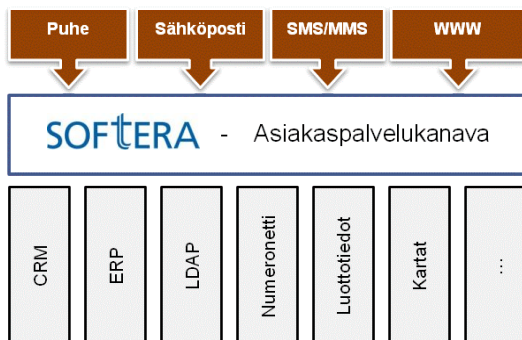 Puhe
Sähköposti
SMS/MMS
WWW
SOFtERA - Asiakaspalvelukanava
CRM
ERP
LDAP
Numeronetti
Luottotiedot
Kartat
...